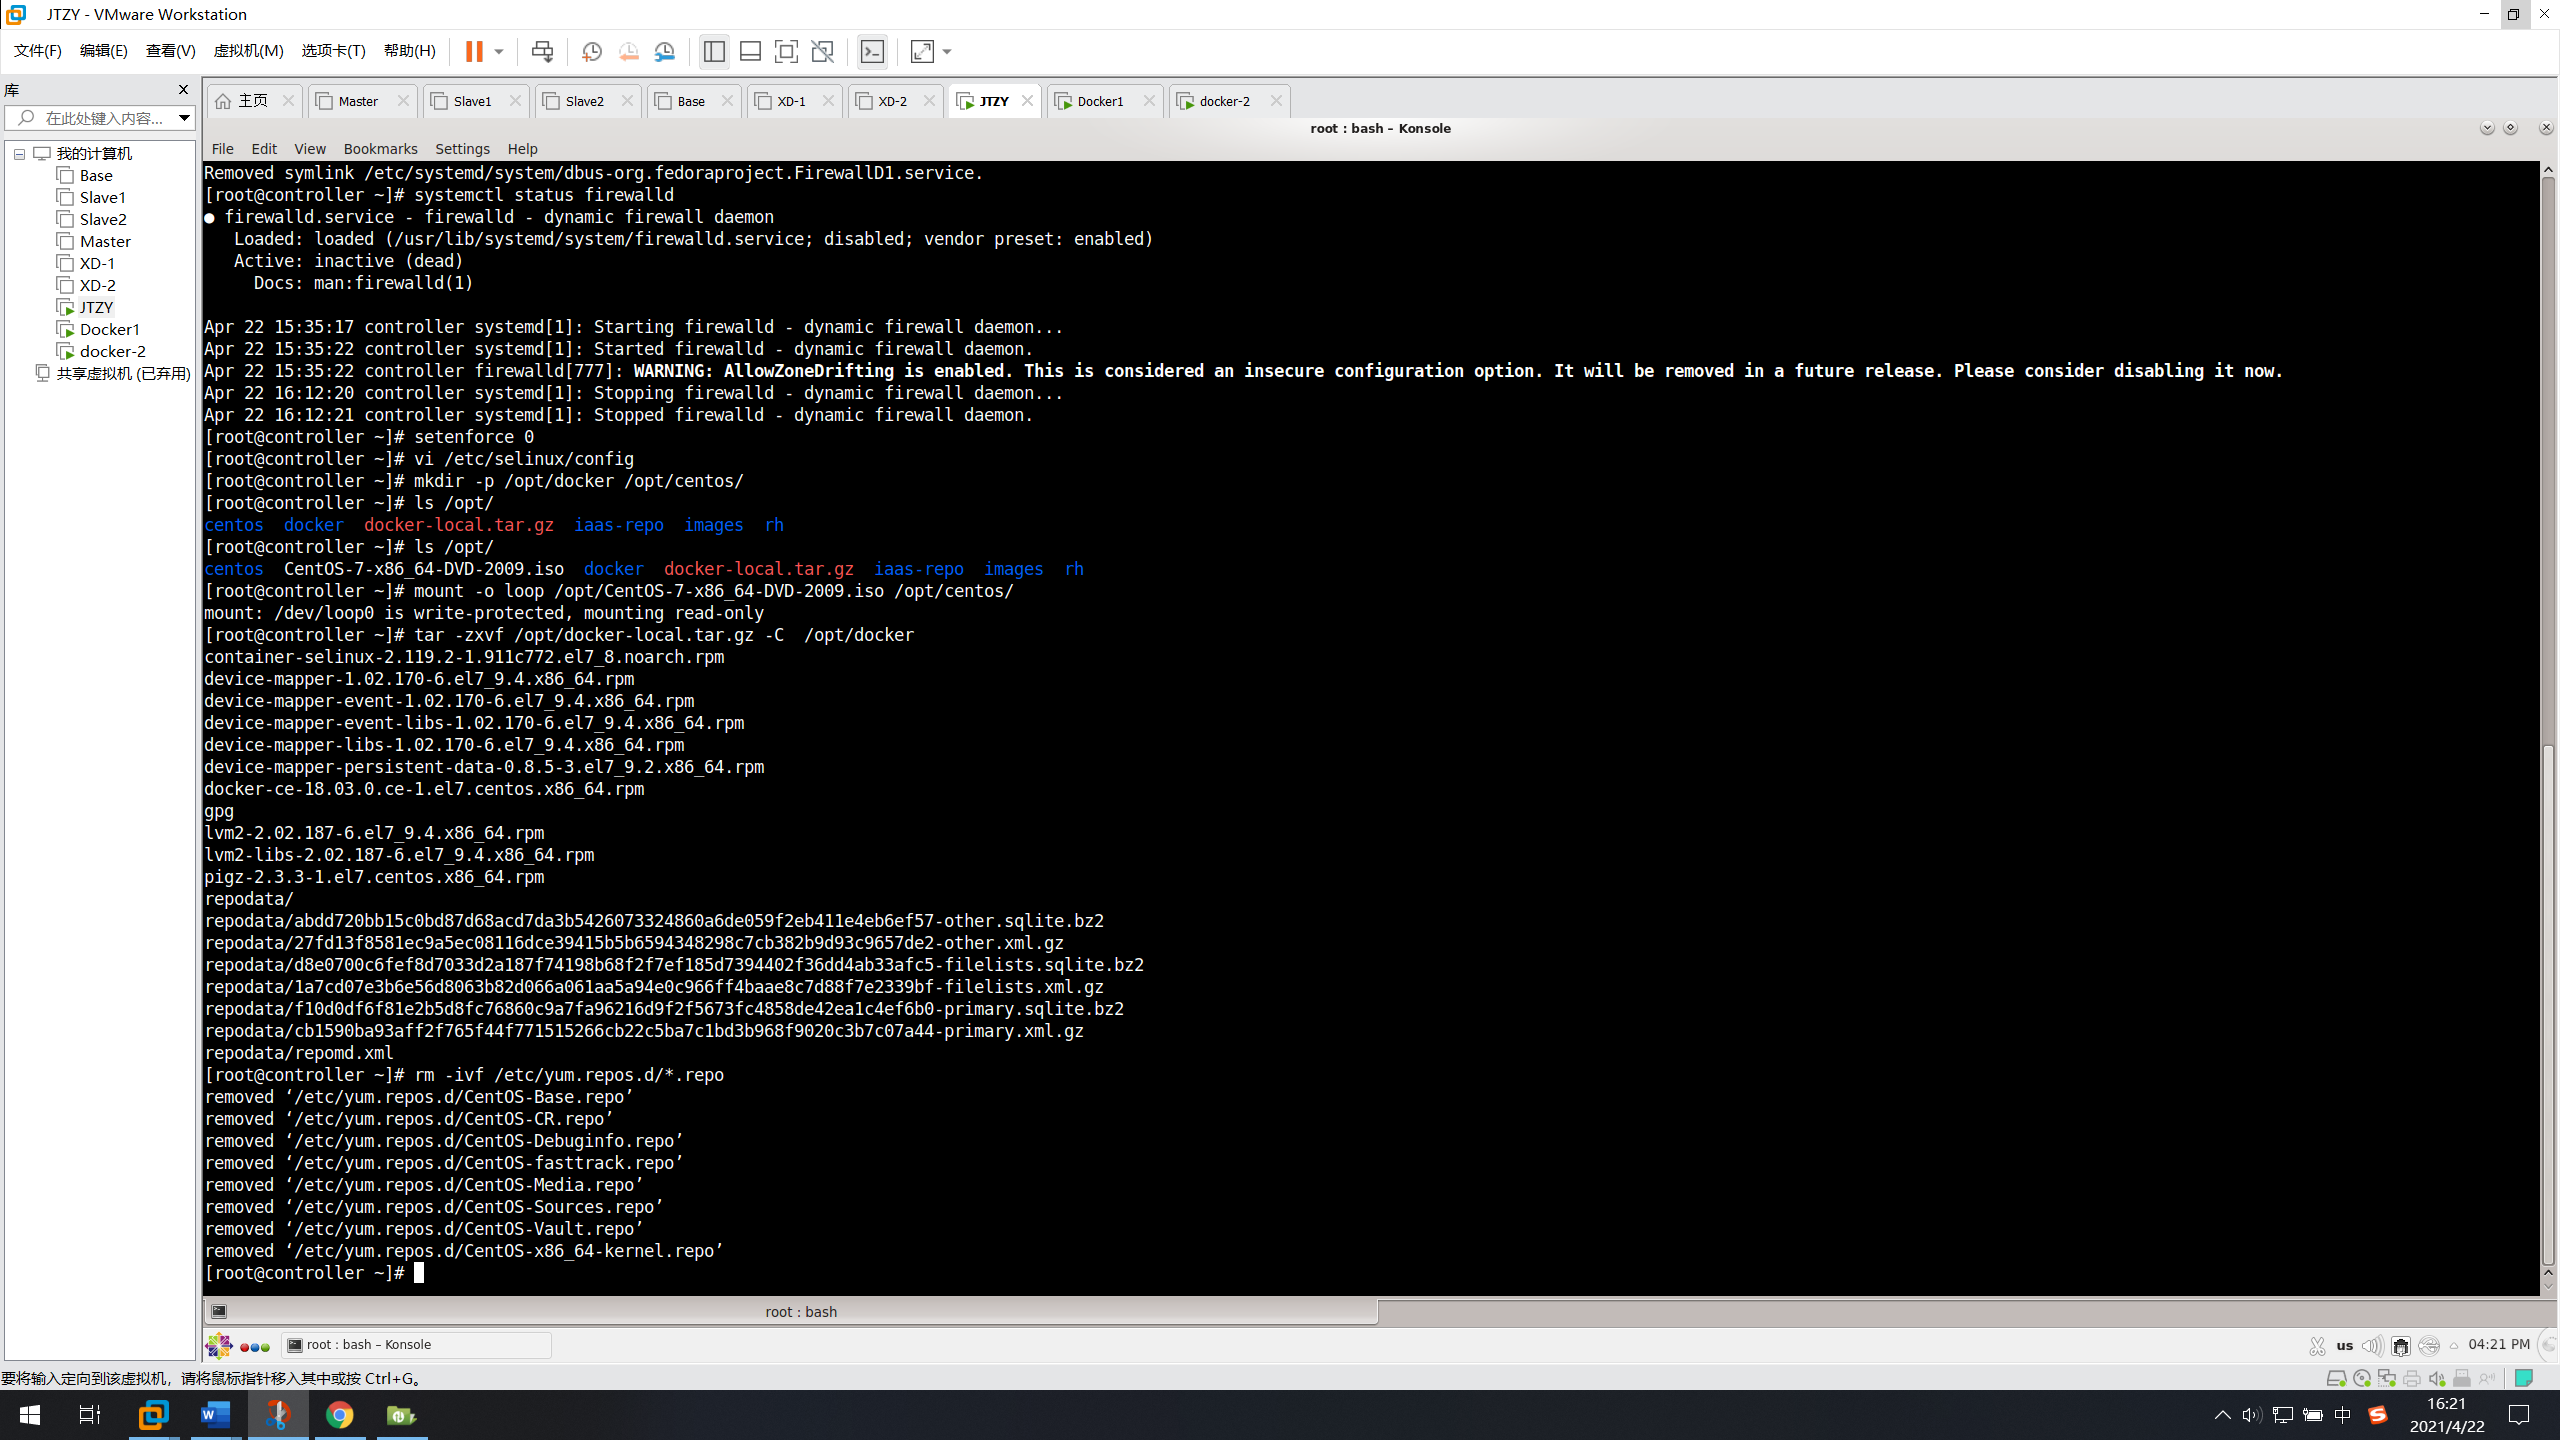 JTZY - VMware Workstation
文件(F) 编辑(E) 查看(V) 虚拟机(M) 选项卡(T) 帮助(H)
库
在此处键入内容...
我的计算机
Base
Slave1
Slave2
Master
XD-1
XD-2
JTZY
Docker1
docker-2
共享虚拟机 (已弃用)
主页 Master Slave1 Slave2 Base XD-1 XD-2 JTZY Docker1 docker-2
root : bash – Konsole
File Edit View Bookmarks Settings Help
Removed symlink /etc/systemd/system/dbus-org.fedoraproject.FirewallD1.service.
[root@controller ~]# systemctl status firewalld
● firewalld.service - firewalld - dynamic firewall daemon
Loaded: loaded (/usr/lib/systemd/system/firewalld.service; disabled; vendor preset: enabled)
Active: inactive (dead)
Docs: man:firewalld(1)
Apr 22 15:35:17 controller systemd[1]: Starting firewalld - dynamic firewall daemon...
Apr 22 15:35:22 controller systemd[1]: Started firewalld - dynamic firewall daemon.
Apr 22 15:35:22 controller firewalld[777]: WARNING: AllowZoneDrifting is enabled. This is considered an insecure configuration option. It will be removed in a future release. Please consider disabling it now.
Apr 22 16:12:20 controller systemd[1]: Stopping firewalld - dynamic firewall daemon...
Apr 22 16:12:21 controller systemd[1]: Stopped firewalld - dynamic firewall daemon.
[root@controller ~]# setenforce 0
[root@controller ~]# vi /etc/selinux/config
[root@controller ~]# mkdir -p /opt/docker /opt/centos/
[root@controller ~]# ls /opt/
centos docker docker-local.tar.gz iaas-repo images rh
[root@controller ~]# ls /opt/
centos CentOS-7-x86_64-DVD-2009.iso docker docker-local.tar.gz iaas-repo images rh
[root@controller ~]# mount -o loop /opt/CentOS-7-x86_64-DVD-2009.iso /opt/centos/
mount: /dev/loop0 is write-protected, mounting read-only
[root@controller ~]# tar -zxvf /opt/docker-local.tar.gz -C  /opt/docker
container-selinux-2.119.2-1.911c772.el7_8.noarch.rpm
device-mapper-1.02.170-6.el7_9.4.x86_64.rpm
device-mapper-event-1.02.170-6.el7_9.4.x86_64.rpm
device-mapper-event-libs-1.02.170-6.el7_9.4.x86_64.rpm
device-mapper-libs-1.02.170-6.el7_9.4.x86_64.rpm
device-mapper-persistent-data-0.8.5-3.el7_9.2.x86_64.rpm
docker-ce-18.03.0.ce-1.el7.centos.x86_64.rpm
gpg
lvm2-2.02.187-6.el7_9.4.x86_64.rpm
lvm2-libs-2.02.187-6.el7_9.4.x86_64.rpm
pigz-2.3.3-1.el7.centos.x86_64.rpm
repodata/
repodata/abdd720bb15c0bd87d68acd7da3b5426073324860a6de059f2eb411e4eb6ef57-other.sqlite.bz2
repodata/27fd13f8581ec9a5ec08116dce39415b5b6594348298c7cb382b9d93c9657de2-other.xml.gz
repodata/d8e0700c6fef8d7033d2a187f74198b68f2f7ef185d7394402f36dd4ab33afc5-filelists.sqlite.bz2
repodata/1a7cd07e3b6e56d8063b82d066a061aa5a94e0c966ff4baae8c7d88f7e2339bf-filelists.xml.gz
repodata/f10d0df6f81e2b5d8fc76860c9a7fa96216d9f2f5673fc4858de42ea1c4ef6b0-primary.sqlite.bz2
repodata/cb1590ba93aff2f765f44f771515266cb22c5ba7c1bd3b968f9020c3b7c07a44-primary.xml.gz
repodata/repomd.xml
[root@controller ~]# rm -ivf /etc/yum.repos.d/*.repo
removed ‘/etc/yum.repos.d/CentOS-Base.repo’
removed ‘/etc/yum.repos.d/CentOS-CR.repo’
removed ‘/etc/yum.repos.d/CentOS-Debuginfo.repo’
removed ‘/etc/yum.repos.d/CentOS-fasttrack.repo’
removed ‘/etc/yum.repos.d/CentOS-Media.repo’
removed ‘/etc/yum.repos.d/CentOS-Sources.repo’
removed ‘/etc/yum.repos.d/CentOS-Vault.repo’
removed ‘/etc/yum.repos.d/CentOS-x86_64-kernel.repo’
[root@controller ~]#
root : bash
root : bash – Konsole
us 04:21 PM
要将输入定向到该虚拟机，请将鼠标指针移入其中或按 Ctrl+G。
中 16:21
2021/4/22